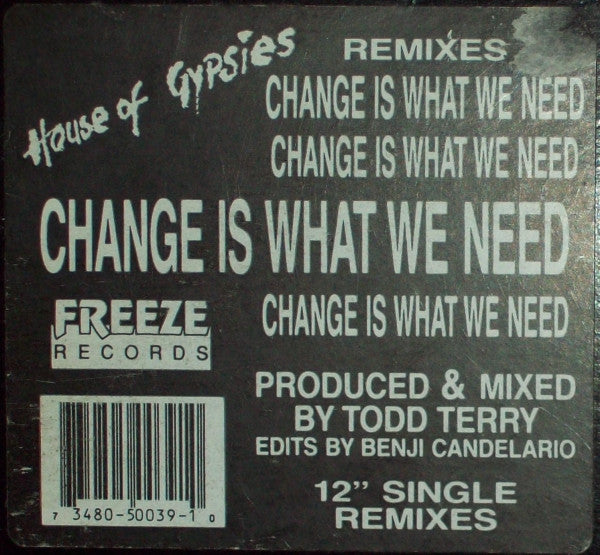 House of Gypsies
REMIXES
CHANGE IS WHAT WE NEED
CHANGE IS WHAT WE NEED
CHANGE IS WHAT WE NEED
CHANGE IS WHAT WE NEED
FREEZE
RECORDS
PRODUCED & MIXED
BY TODD TERRY
EDITS BY BENJI CANDELARIO
12” SINGLE
REMIXES
7 3480-50039-1 0